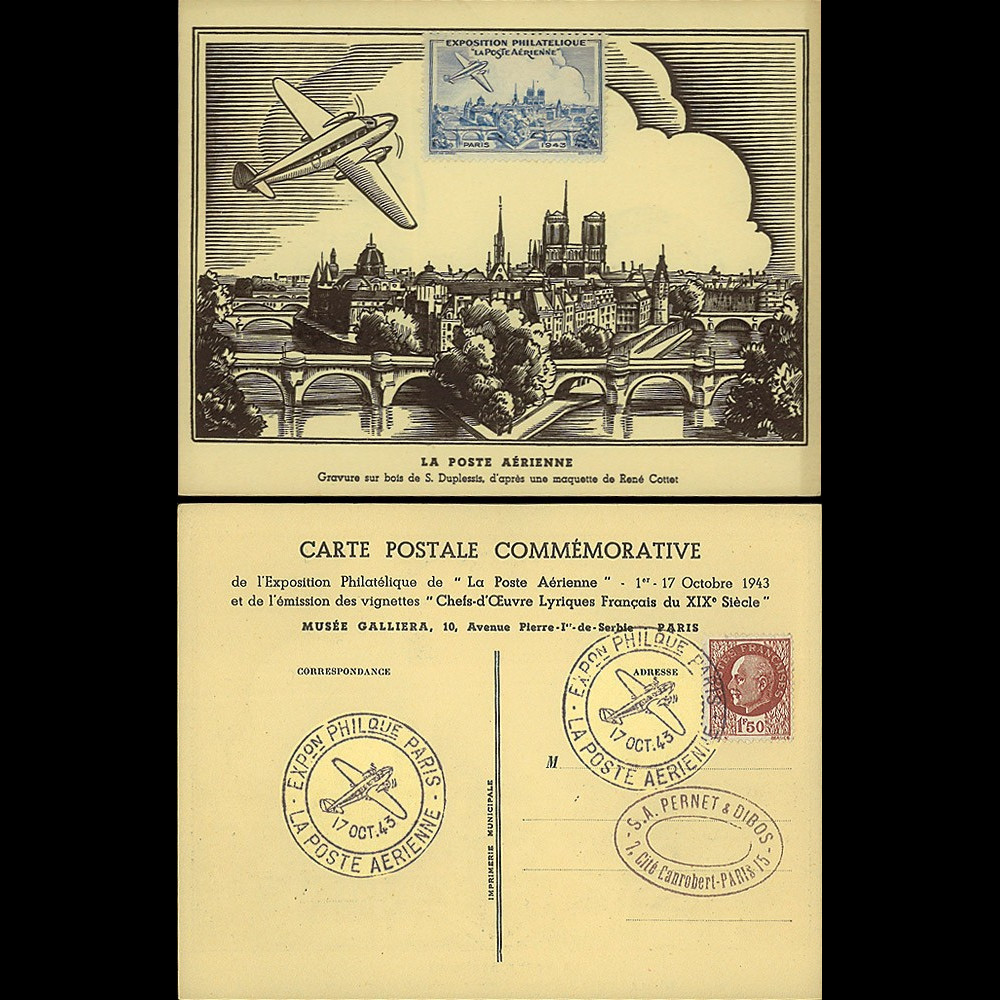 EXPOSITION PHILATELIQUE
"LA POSTE AÉRIENNE"
PARIS 1943
LA POSTE AÉRIENNE
Gravure sur bois de S. Duplessis, d'après une maquette de René Cottet
CARTE POSTALE COMMÉMORATIVE
de l'Exposition Philatélique de " La Poste Aérienne " - 1er - 17 Octobre 1943
et de l'émission des vignettes "Chefs-d'Œuvre Lyriques Français du XIXe Siècle"
MUSÉE GALLIERA, 10, Avenue Pierre-Ier-de-Serbie - PARIS
CORRESPONDANCE
ADRESSE
POSTES FRANÇAISES
1F50
EXPON PHILQUE PARIS
17 OCT.43
LA POSTE AERIENNE
EXPON PHILQUE PARIS
17 OCT.43
LA POSTE AERIENNE
M
IMPRIMERIE MUNICIPALE
S.A. PERNET & DIBOS
7, Cité Canrobert-PARIS-15